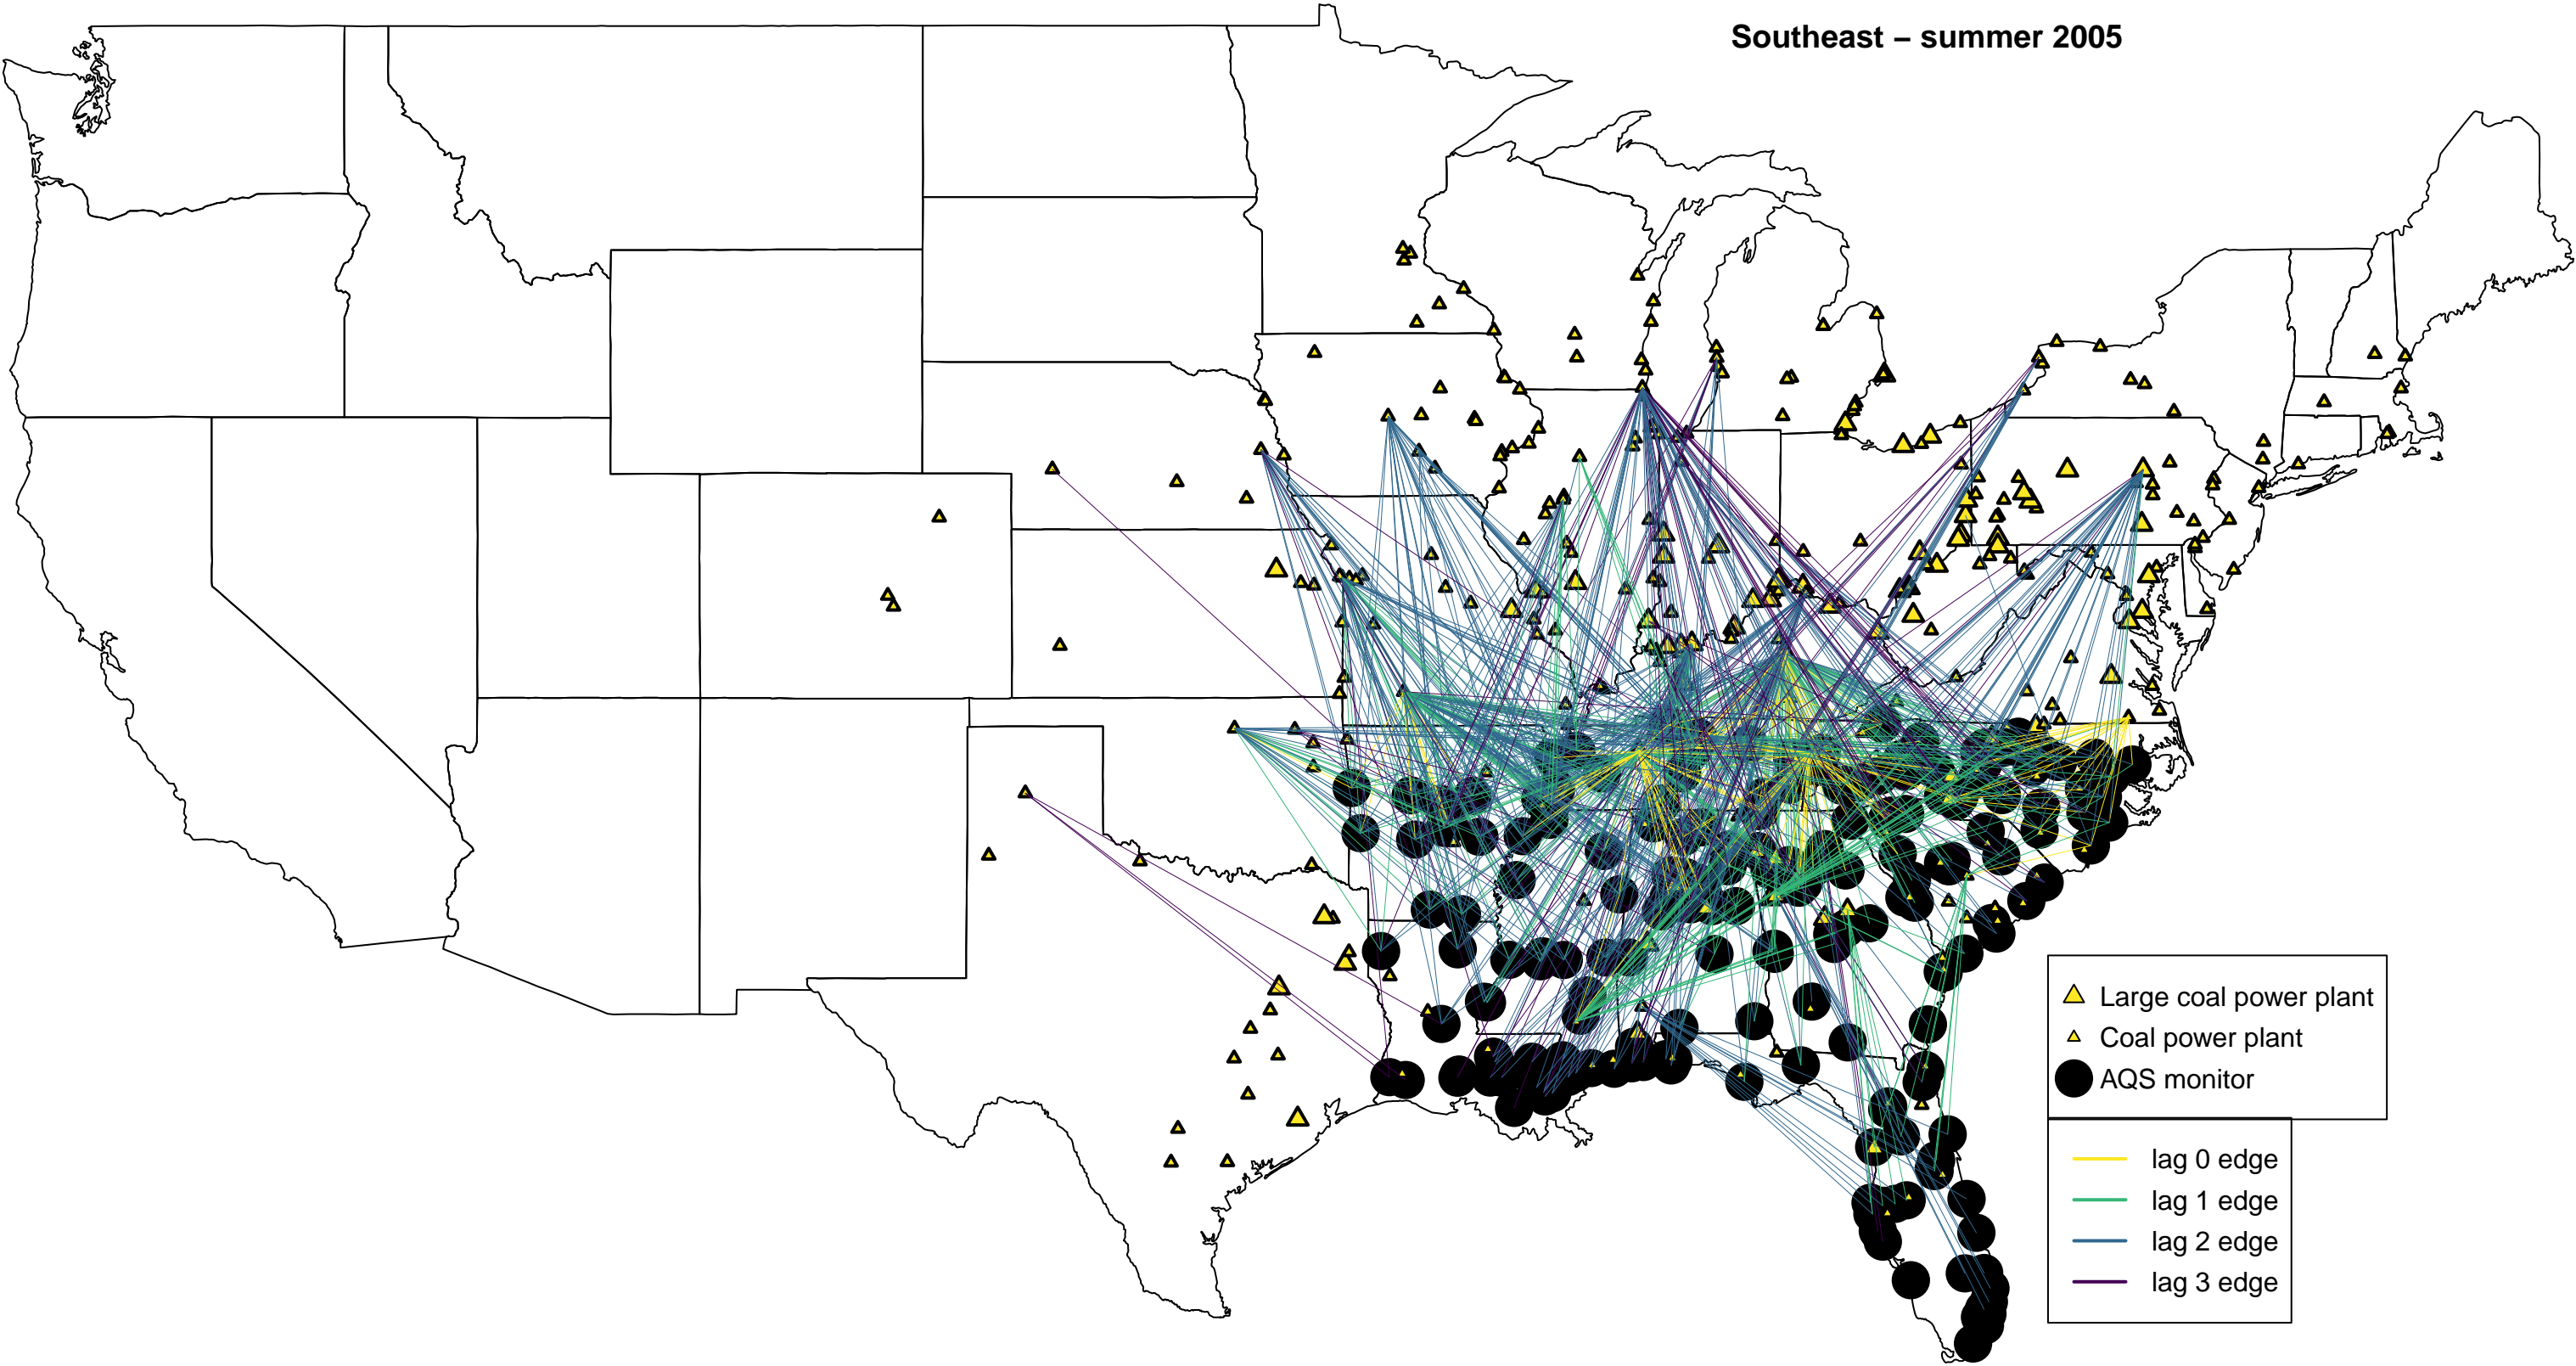 Southeast – summer 2005
Large coal power plant
Coal power plant
AQS monitor
lag 0 edge
lag 1 edge
lag 2 edge
lag 3 edge